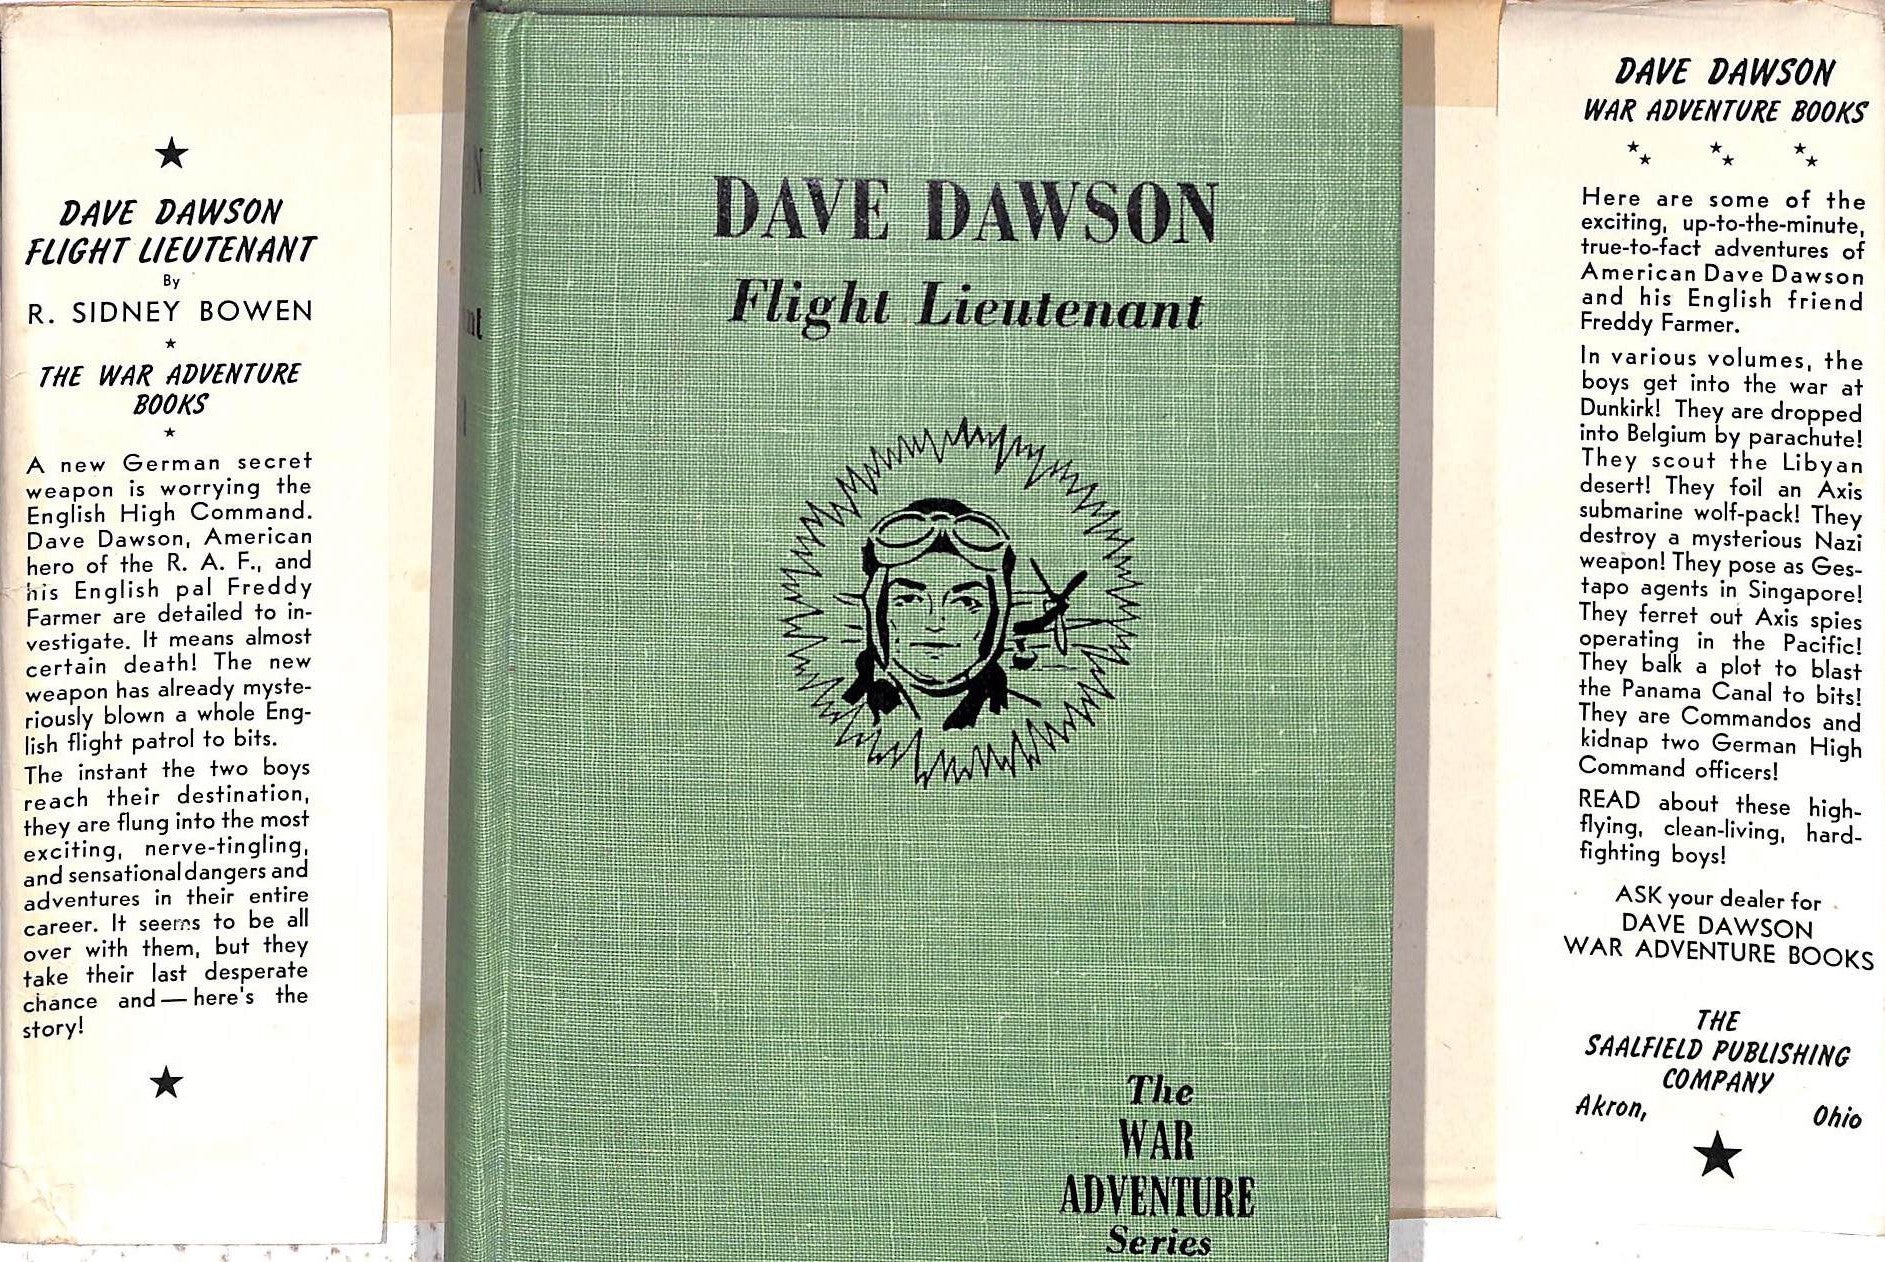 DAVE DAWSON
FLIGHT LIEUTENANT
By
R. SIDNEY BOWEN
THE WAR ADVENTURE
BOOKS
A new German secret
weapon is worrying the
English High Command.
Dave Dawson, American
hero of the R. A. F., and
his English pal Freddy
Farmer are detailed to in-
vestigate. It means almost
certain death! The new
weapon has already myste-
riously blown a whole Eng-
lish flight patrol to bits.
The instant the two boys
reach their destination,
they are flung into the most
exciting, nerve-tingling,
and sensational dangers and
adventures in their entire
career. It seems to be all
over with them, but they
take their last desperate
chance and — here's the
story!
N
nt
DAVE DAWSON
Flight Lieutenant
The
WAR
ADVENTURE
Series
DAVE DAWSON
WAR ADVENTURE BOOKS
Here are some of the
exciting, up-to-the-minute,
true-to-fact adventures of
American Dave Dawson
and his English friend
Freddy Farmer.
In various volumes, the
boys get into the war at
Dunkirk! They are dropped
into Belgium by parachute!
They scout the Libyan
desert! They foil an Axis
submarine wolf-pack! They
destroy a mysterious Nazi
weapon! They pose as Ges-
tapo agents in Singapore!
They ferret out Axis spies
operating in the Pacific!
They balk a plot to blast
the Panama Canal to bits!
They are Commandos and
kidnap two German High
Command officers!
READ about these high-
flying, clean-living, hard-
fighting boys!
ASK your dealer for
DAVE DAWSON
WAR ADVENTURE BOOKS
THE
SAALFIELD PUBLISHING
COMPANY
Akron, Ohio